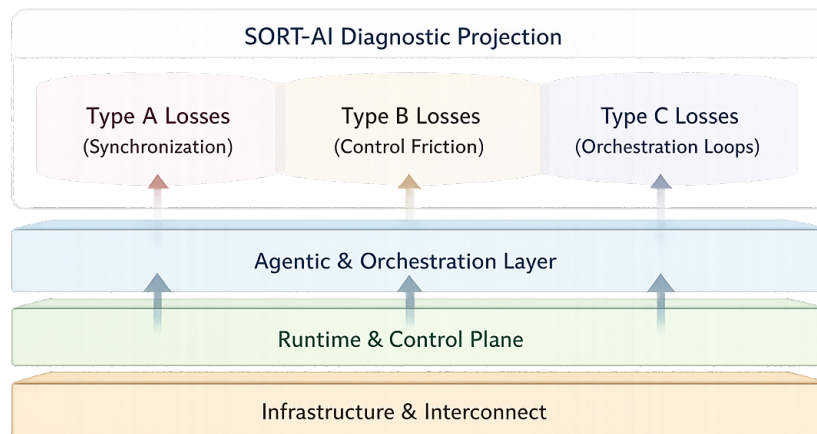 SORT-AI Diagnostic Projection
Type A Losses
(Synchronization)
Type B Losses
(Control Friction)
Type C Losses
(Orchestration Loops)
Agentic & Orchestration Layer
Runtime & Control Plane
Infrastructure & Interconnect